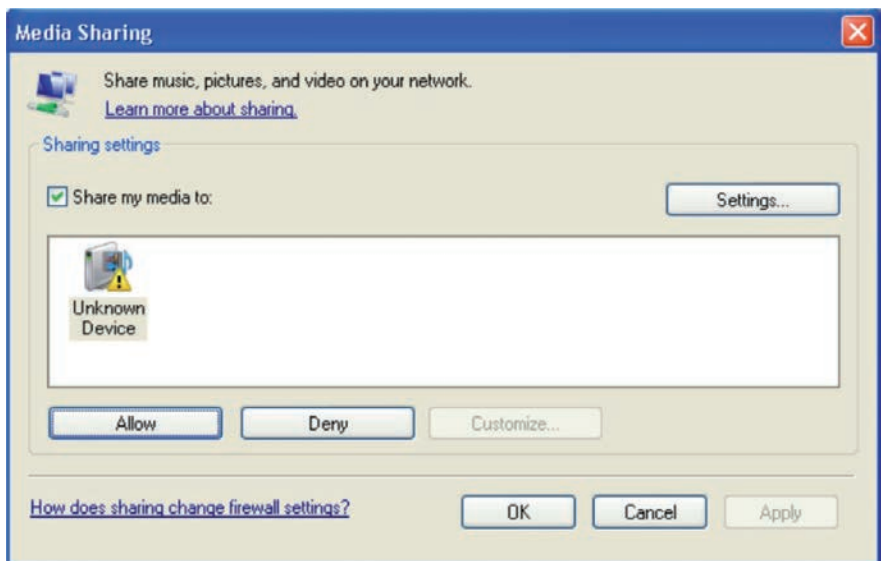 Media Sharing
Share music, pictures, and video on your network.
Learn more about sharing.
Sharing settings
Share my media to:
Settings...
Unknown
Device
Allow
Deny
Customize...
How does sharing change firewall settings?
OK
Cancel
Apply